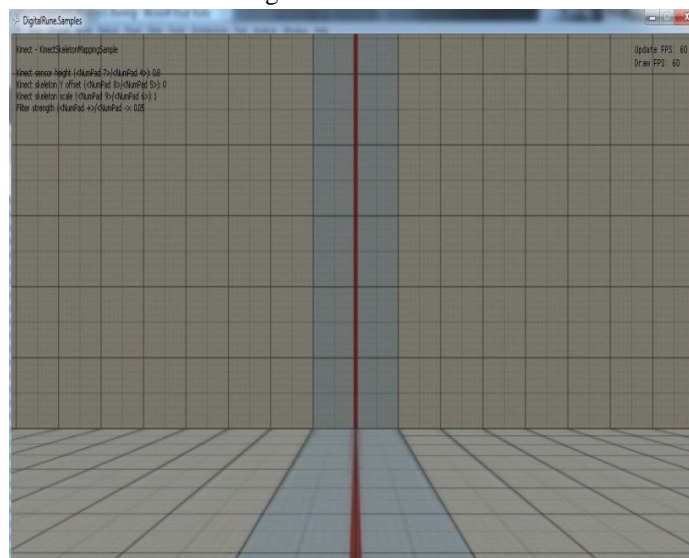 DigitalRune.Samples
Kinect - KinectSkeletonMappingSample
Update FPS: 60
Draw FPS: 60
Kinect sensor height (<NumPad 7>/<NumPad 4>): 0.8
Kinect skeleton Y offset (<NumPad 8>/<NumPad 5>): 0
Kinect skeleton scale (<NumPad 9>/<NumPad 6>): 1
Filter strength (<NumPad +>/<NumPad ->: 0.05